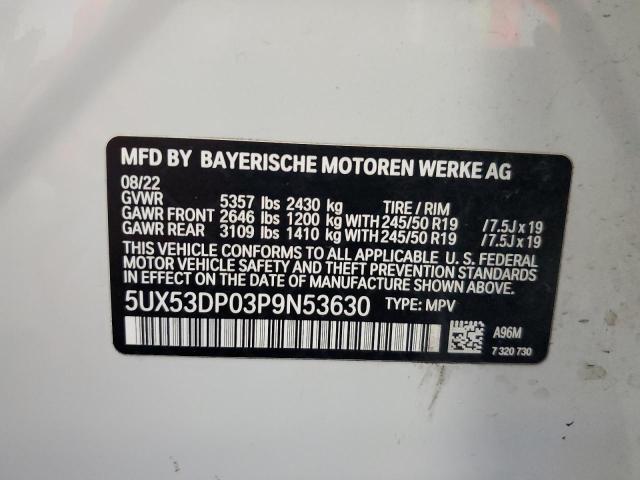 MFD BY BAYERISCHE MOTOREN WERKE AG
08/22
GVWR 5357 lbs 2430 kg TIRE / RIM
GAWR FRONT 2646 lbs 1200 kg WITH 245/50 R19 /7.5J x 19
GAWR REAR 3109 lbs 1410 kg WITH 245/50 R19 /7.5J x 19
THIS VEHICLE CONFORMS TO ALL APPLICABLE U. S. FEDERAL
MOTOR VEHICLE SAFETY AND THEFT PREVENTION STANDARDS
IN EFFECT ON THE DATE OF MANUFACTURE SHOWN ABOVE.
5UX53DP03P9N53630 TYPE: MPV
A96M
7 320 730